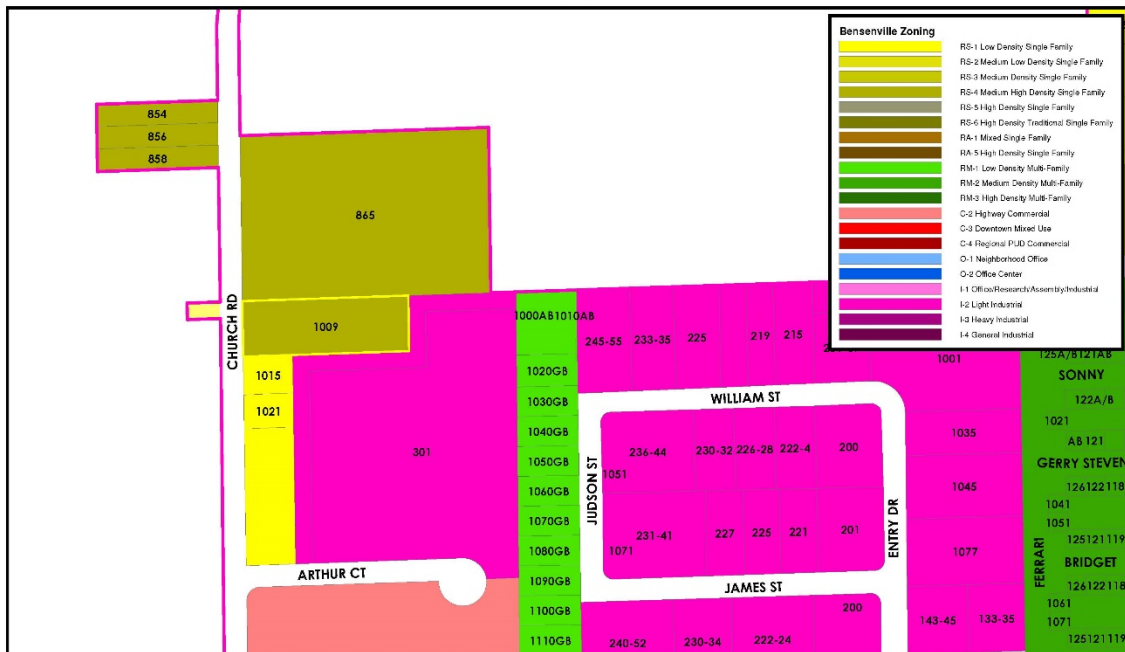 Bensenville Zoning
RS-1 Low Density Single Family
RS-2 Medium Low Density Single Family
RS-3 Medium Density Single Family
RS-4 Medium High Density Single Family
RS-5 High Density Single Family
RS-6 High Density Traditional Single Family
RA-1 Mixed Single Family
RA-5 High Density Single Family
RM-1 Low Density Multi-Family
RM-2 Medium Density Multi-Family
RM-3 High Density Multi-Family
C-2 Highway Commercial
C-3 Downtown Mixed Use
C-4 Regional PUD Commercial
O-1 Neighborhood Office
O-2 Office Center
I-1 Office/Research/Assembly/Industrial
I-2 Light Industrial
I-3 Heavy Industrial
I-4 General Industrial
854
856
858
865
CHURCH RD
1009
1015
1021
301
ARTHUR CT
1000AB1010AB
1020GB
1030GB
1040GB
1050GB
1060GB
1070GB
1080GB
1090GB
1100GB
1110GB
245-55
233-35
225
219
215
1001
WILLIAM ST
JUDSON ST
236-44
230-32
226-28
222-4
200
1051
231-41
227
225
221
201
1071
ENTRY DR
JAMES ST
240-52
230-34
222-24
200
1035
1045
1077
143-45
133-35
125A/B121AB
SONNY
122A/B
1021
AB 121
GERRY STEVEN
126122118
1041
1051
125121119
FERRARI
BRIDGET
126122118
1061
1071
125121119